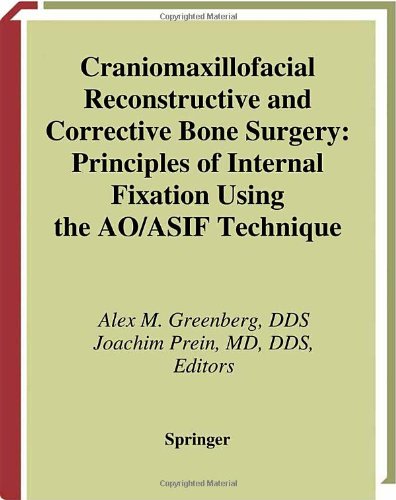 Copyrighted Material
Craniomaxillofacial
Reconstructive and
Corrective Bone Surgery:
Principles of Internal
Fixation Using
the AO/ASIF Technique
Alex M. Greenberg, DDS
Joachim Prein, MD, DDS,
Editors
Springer
Copyrighted Material